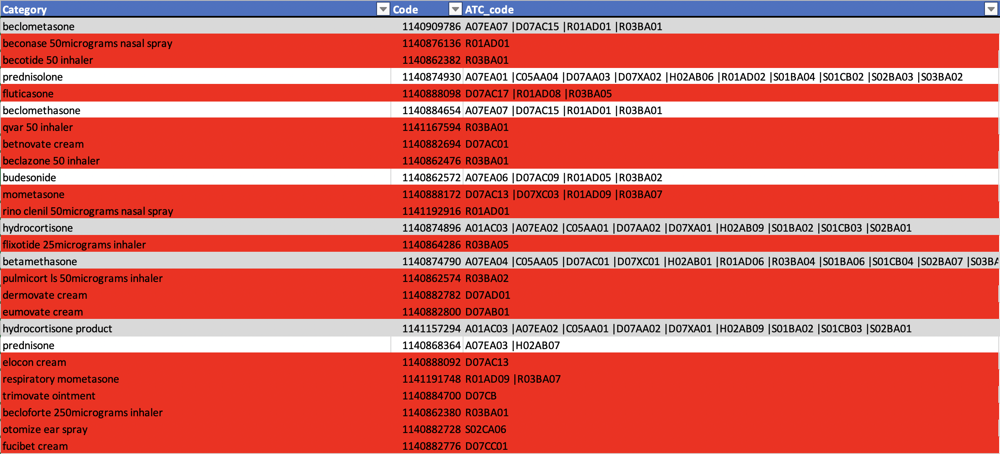 Category Code ATC_code
beclometasone 1140909786 A07EA07 |D07AC15 |R01AD01 |R03BA01
beconase 50micrograms nasal spray 1140876136 R01AD01
becotide 50 inhaler 1140862382 R03BA01
prednisolone 1140874930 A07EA01 |C05AA04 |D07AA03 |D07XA02 |H02AB06 |R01AD02 |S01BA04 |S01CB02 |S02BA03 |S03BA02
fluticasone 1140888098 D07AC17 |R01AD08 |R03BA05
beclomethasone 1140884654 A07EA07 |D07AC15 |R01AD01 |R03BA01
qvar 50 inhaler 1141167594 R03BA01
betnovate cream 1140882694 D07AC01
beclazone 50 inhaler 1140862476 R03BA01
budesonide 1140862572 A07EA06 |D07AC09 |R01AD05 |R03BA02
mometasone 1140888172 D07AC13 |D07XC03 |R01AD09 |R03BA07
rino clenil 50micrograms nasal spray 1141192916 R01AD01
hydrocortisone 1140874896 A01AC03 |A07EA02 |C05AA01 |D07AA02 |D07XA01 |H02AB09 |S01BA02 |S01CB03 |S02BA01
flixotide 25micrograms inhaler 1140864286 R03BA05
betamethasone 1140874790 A07EA04 |C05AA05 |D07AC01 |D07XC01 |H02AB01 |R01AD06 |R03BA04 |S01BA06 |S01CB04 |S02BA07 |S03BA
pulmicort ls 50micrograms inhaler 1140862574 R03BA02
dermovate cream 1140882782 D07AD01
eumovate cream 1140882800 D07AB01
hydrocortisone product 1141157294 A01AC03 |A07EA02 |C05AA01 |D07AA02 |D07XA01 |H02AB09 |S01BA02 |S01CB03 |S02BA01
prednisone 1140868364 A07EA03 |H02AB07
elocon cream 1140888092 D07AC13
respiratory mometasone 1141191748 R01AD09 |R03BA07
trimovate ointment 1140884700 D07CB
becloforte 250micrograms inhaler 1140862380 R03BA01
otomize ear spray 1140882728 S02CA06
fucibet cream 1140882776 D07CC01